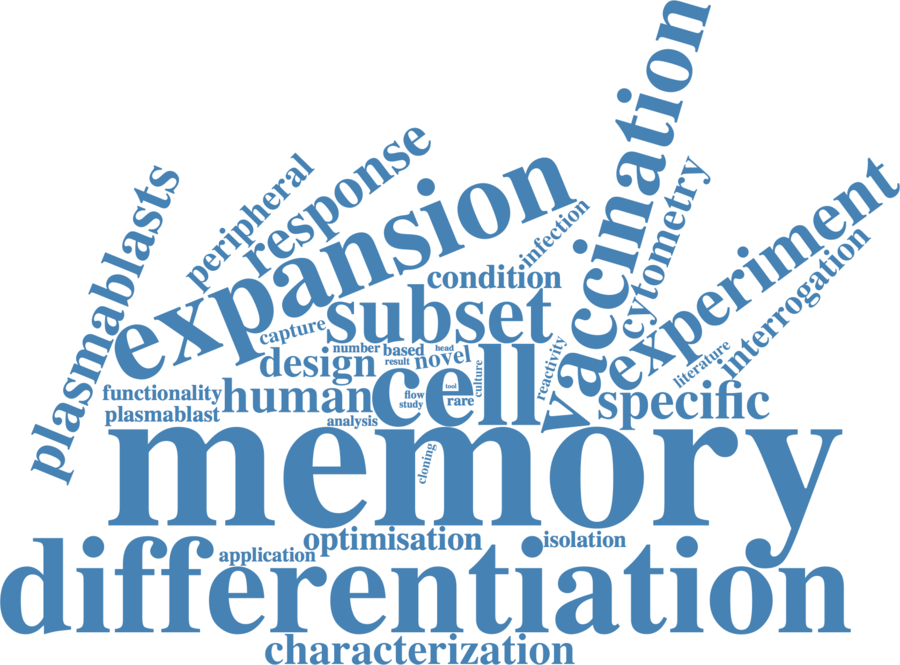 vaccination
response
peripheral
expansion
plasmablasts
cytometry
experiment
infection
interrogation
condition
subset
capture
number
based
head
novel
result
design
reactivity
literature
culture
tool
cell
functionality
human
flow
study
rare
specific
plasmablast
analysis
memory
cloning
optimisation
isolation
application
differentiation
characterization